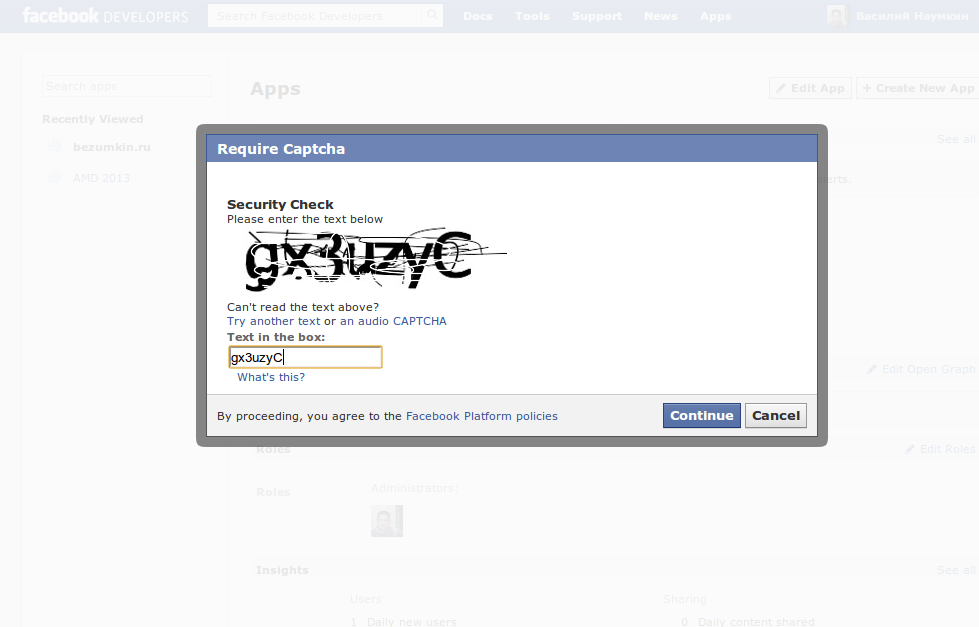 facebook DEVELOPERS Search Facebook Developers Docs Tools Support News Apps Василий Наумкин
Search apps
Apps
Edit App + Create New App
Recently Viewed
bezumkin.ru
AMD 2013
See all
Require Captcha
Security Check
Please enter the text below
gx3uzyC
Can't read the text above?
Try another text or an audio CAPTCHA
Text in the box:
gx3uzyC
What's this?
Edit Open Graph
By proceeding, you agree to the Facebook Platform policies Continue Cancel
Roles Edit Roles
Roles Administrators:
Insights See all
Users Sharing
1 Daily new users 0 Daily content shared